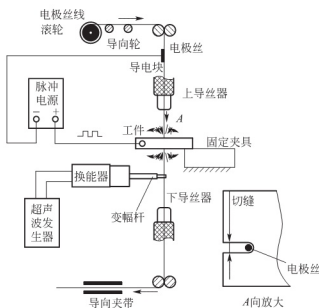 电极丝线
滚轮
导向轮
电极丝
导电块
脉冲
电源
− +
上导丝器
A
工件
固定夹具
换能器
超声
波发
生器
变幅杆
下导丝器
切缝
电极丝
导向夹带
A向放大